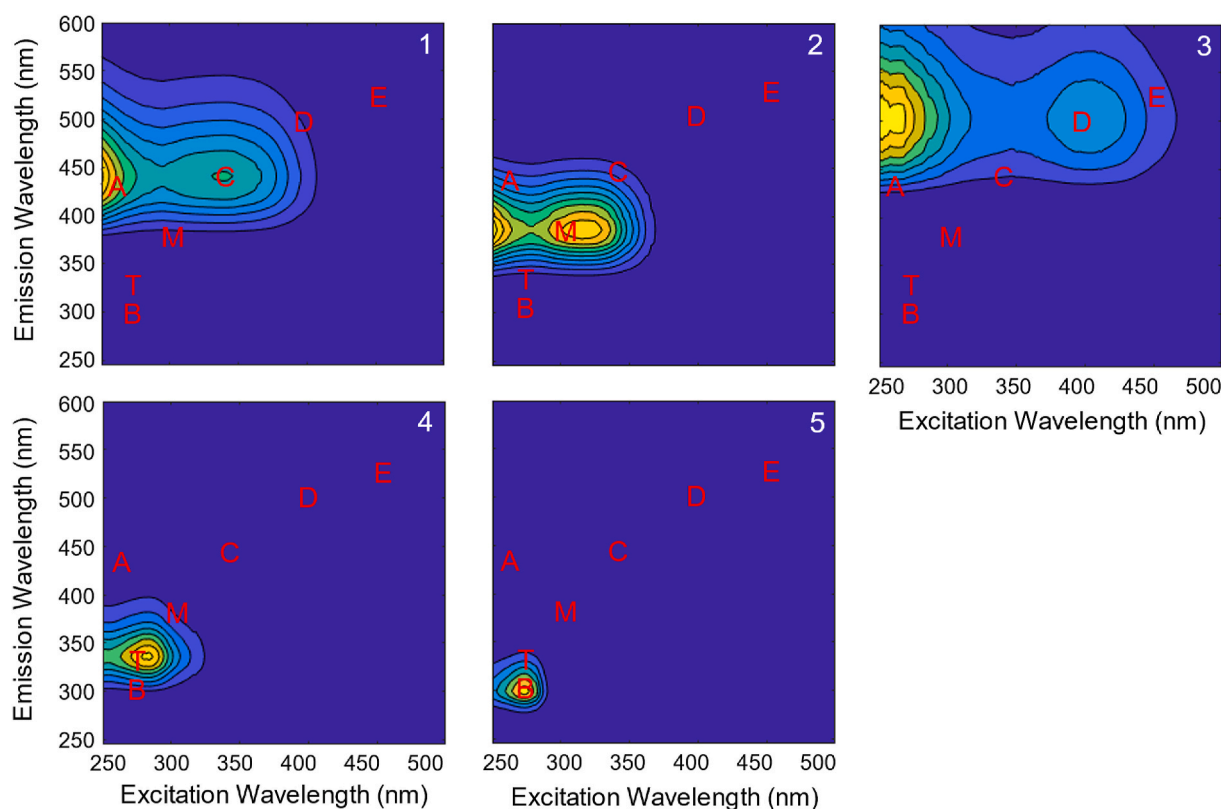 600
550
500
450
400
350
300
250
Emission Wavelength (nm)
1
E
D
C
A
M
T
B
2
E
D
C
A
M
T
B
3
E
D
C
A
M
T
B
250 300 350 400 450 500
Excitation Wavelength (nm)
600
550
500
450
400
350
300
250
Emission Wavelength (nm)
4
E
D
C
A
M
T
B
250 300 350 400 450 500
Excitation Wavelength (nm)
5
E
D
C
A
M
T
B
250 300 350 400 450 500
Excitation Wavelength (nm)